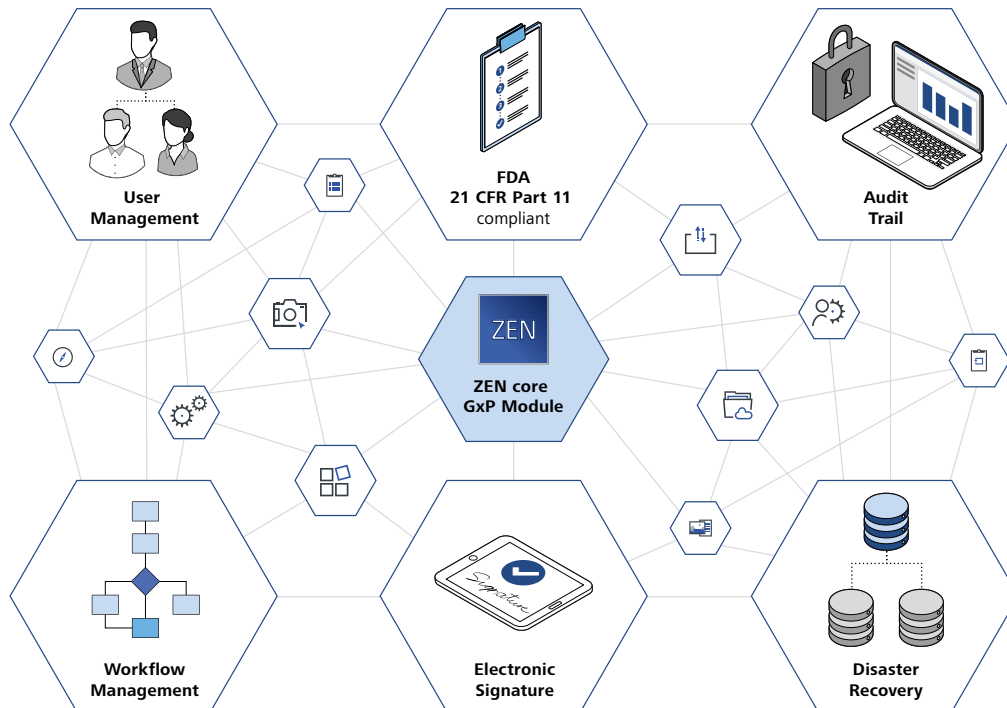 User
Management
FDA
21 CFR Part 11
compliant
Audit
Trail
ZEN
ZEN core
GxP Module
Workflow
Management
Signature
Electronic
Signature
Disaster
Recovery